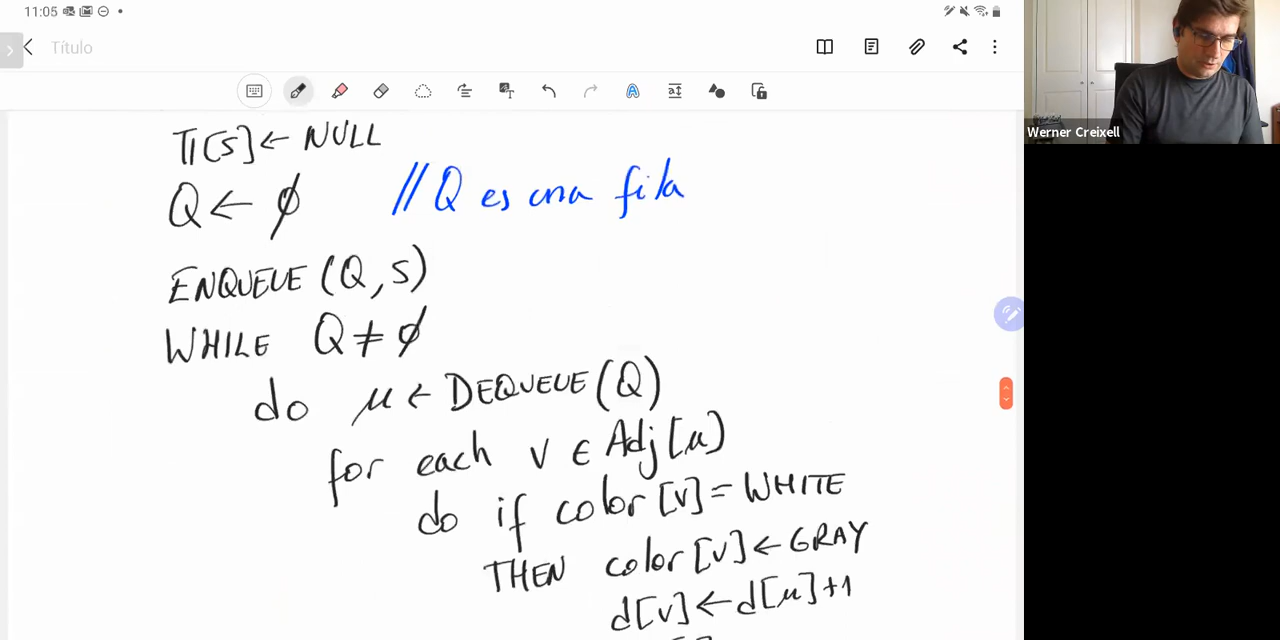 11:05
Título
Π[S] ← NULL
Q ← ∅ // Q es una fila
ENQUEUE (Q, S)
WHILE Q ≠ ∅
do μ ← DEQUEUE (Q)
for each v ∈ Adj [μ]
do if color [v] = WHITE
THEN color [v] ← GRAY
d[v] ← d[μ]+1
Werner Creixell